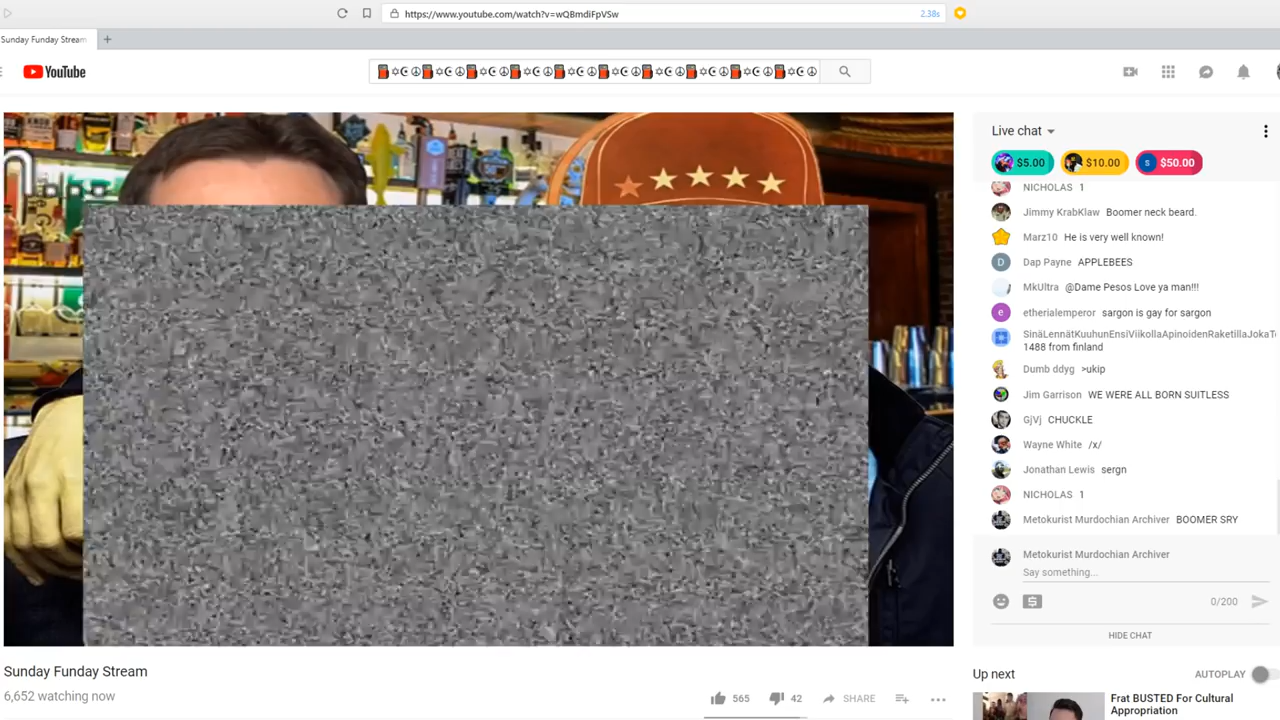 https://www.youtube.com/watch?v=wQBmdiFpVSw
2.38s
Sunday Funday Stream
YouTube
Live chat
$5.00
$10.00
S
$50.00
NICHOLAS 1
Jimmy KrabKlaw Boomer neck beard.
Marz10 He is very well known!
D
Dap Payne APPLEBEES
MkUltra @Dame Pesos Love ya man!!!
e
etherialemperor sargon is gay for sargon
SinäLennätKuuhunEnsiViikollaApinoidenRaketillaJokaT
1488 from finland
Dumb ddyg >ukip
Jim Garrison WE WERE ALL BORN SUITLESS
GjVj CHUCKLE
Wayne White /x/
Jonathan Lewis sergn
NICHOLAS 1
Metokurist Murdochian Archiver BOOMER SRY
Metokurist Murdochian Archiver
Say something...
0/200
HIDE CHAT
Sunday Funday Stream
6,652 watching now
565
42
SHARE
Up next
AUTOPLAY
Frat BUSTED For Cultural
Appropriation